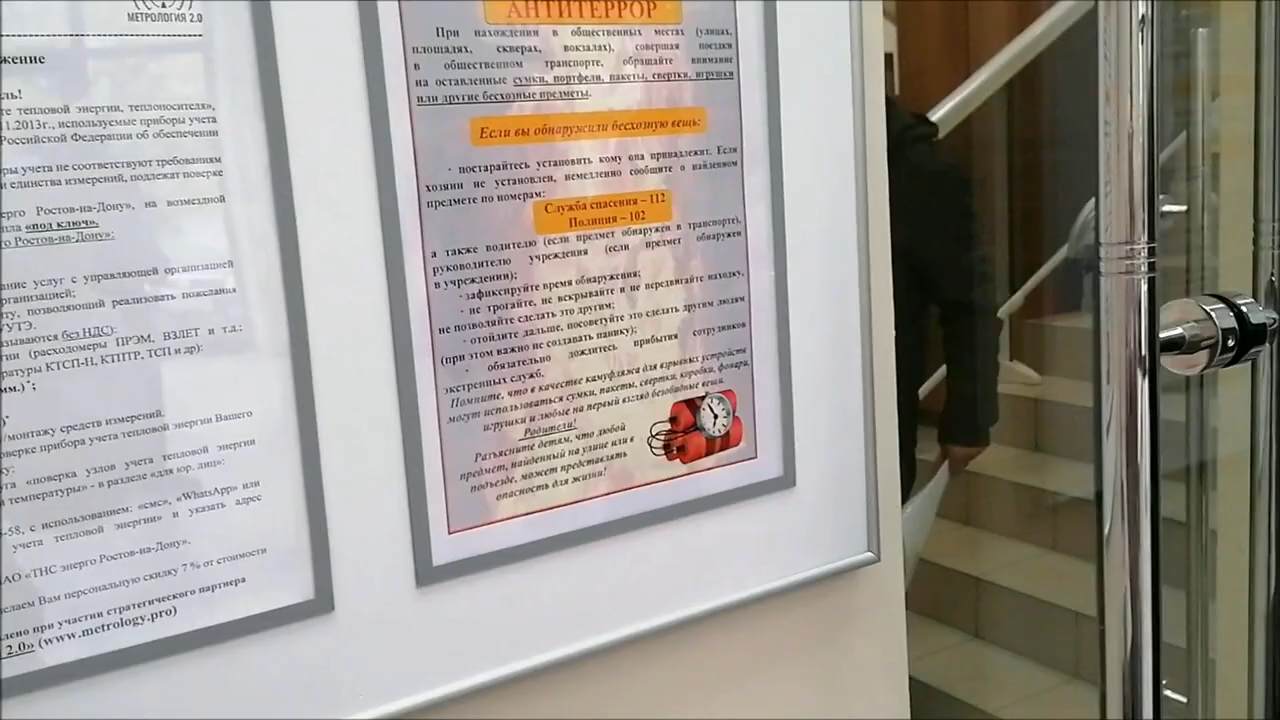 МЕТРОЛОГИЯ 2.0
жение
ль!
те тепловой энергии, теплоносителя»,
11.2013г., используемые приборы учета
Российской Федерации об обеспечении
ры учета не соответствуют требованиям
и единства измерений, подлежат поверке
ерго Ростов-на-Дону», на возмездной
пла «под ключ».
го Ростов-на-Дону»:
ание услуг с управляющей организацией
рганизацией;
ту, позволяющий реализовать пожелания
УУТЭ.
азываются без НДС):
гии (расходомеры ПРЭМ, ВЗЛЕТ и т.д.;
ратуры КТСП-Н, КТПТР, ТСП и др):
мм.)*;
)*
/монтажу средств измерений.
оверке прибора учета тепловой энергии Вашего
ку:
уга «поверка узлов учета тепловой энергии
й температуры» - в разделе «для юр. лиц»:
-58, с использованием: «смс», «WhatsApp» или
учета тепловой энергии» и указать адрес
АО «ТНС энерго Ростов-на-Дону».
елаем Вам персональную скидку 7 % от стоимости
лено при участии стратегического партнера
2.0» (www.metrology.pro)
АНТИТЕРРОР
При нахождении в общественных местах (улицах,
площадях, скверах, вокзалах), совершая поездки
в общественном транспорте, обращайте внимание
на оставленные сумки, портфели, пакеты, свертки, игрушки
или другие бесхозные предметы.
Если вы обнаружили бесхозную вещь:
· постарайтесь установить кому она принадлежит. Если
хозяин не установлен, немедленно сообщите о найденном
предмете по номерам:
Служба спасения – 112
Полиция – 102
а также водителю (если предмет обнаружен в транспорте),
руководителю учреждения (если предмет обнаружен
в учреждении);
· зафиксируйте время обнаружения;
· не трогайте, не вскрывайте и не передвигайте находку,
не позволяйте сделать это другим;
· отойдите дальше, посоветуйте это сделать другим людям
(при этом важно не создавать панику);
· обязательно дождитесь прибытия сотрудников
экстренных служб.
Помните, что в качестве камуфляжа для взрывных устройств
могут использоваться сумки, пакеты, свертки, коробки, фонари,
игрушки и любые на первый взгляд безобидные вещи.
Родители!
Разъясните детям, что любой
предмет, найденный на улице или в
подъезде, может представлять
опасность для жизни!